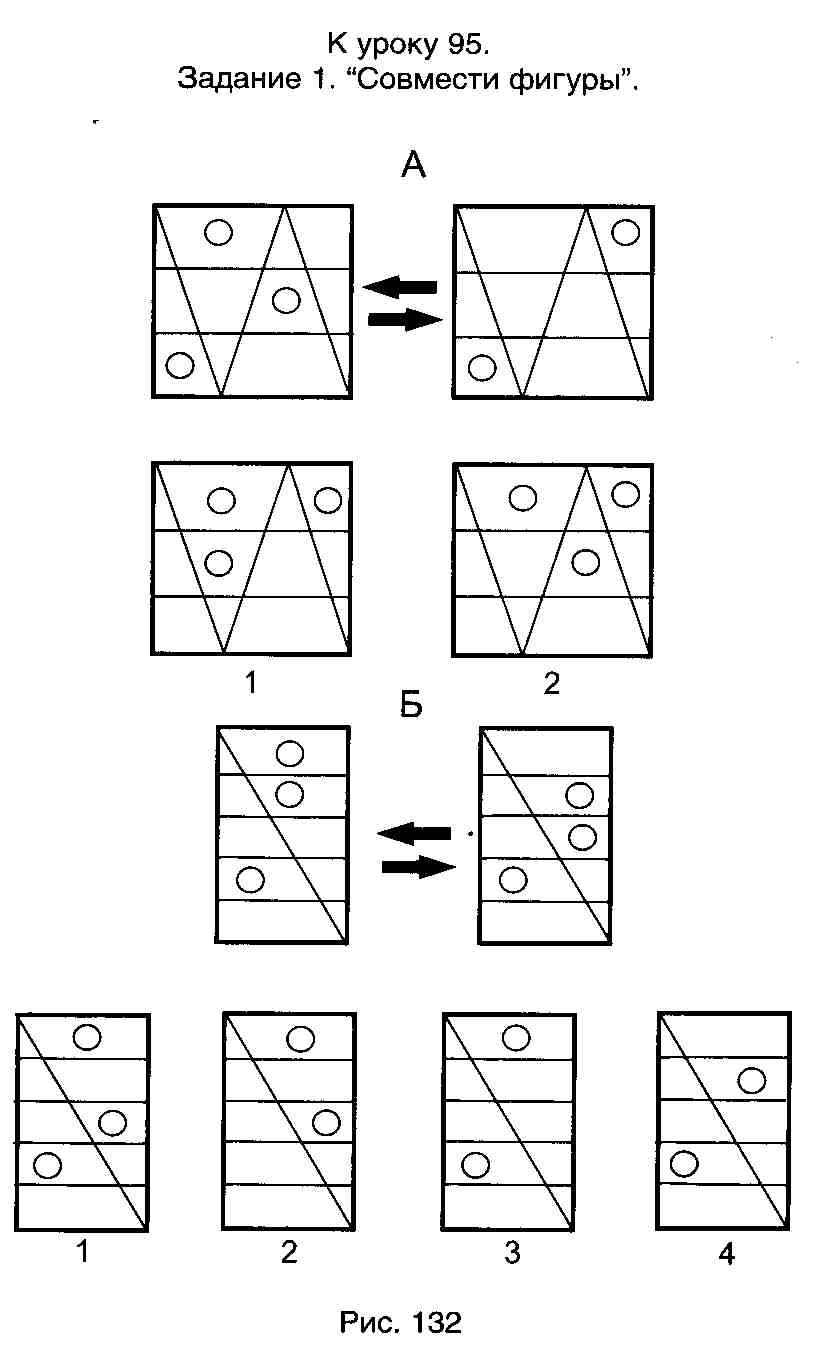 К уроку 95.
Задание 1. “Совмести фигуры”.
А
1 2
Б
1 2 3 4
Рис. 132